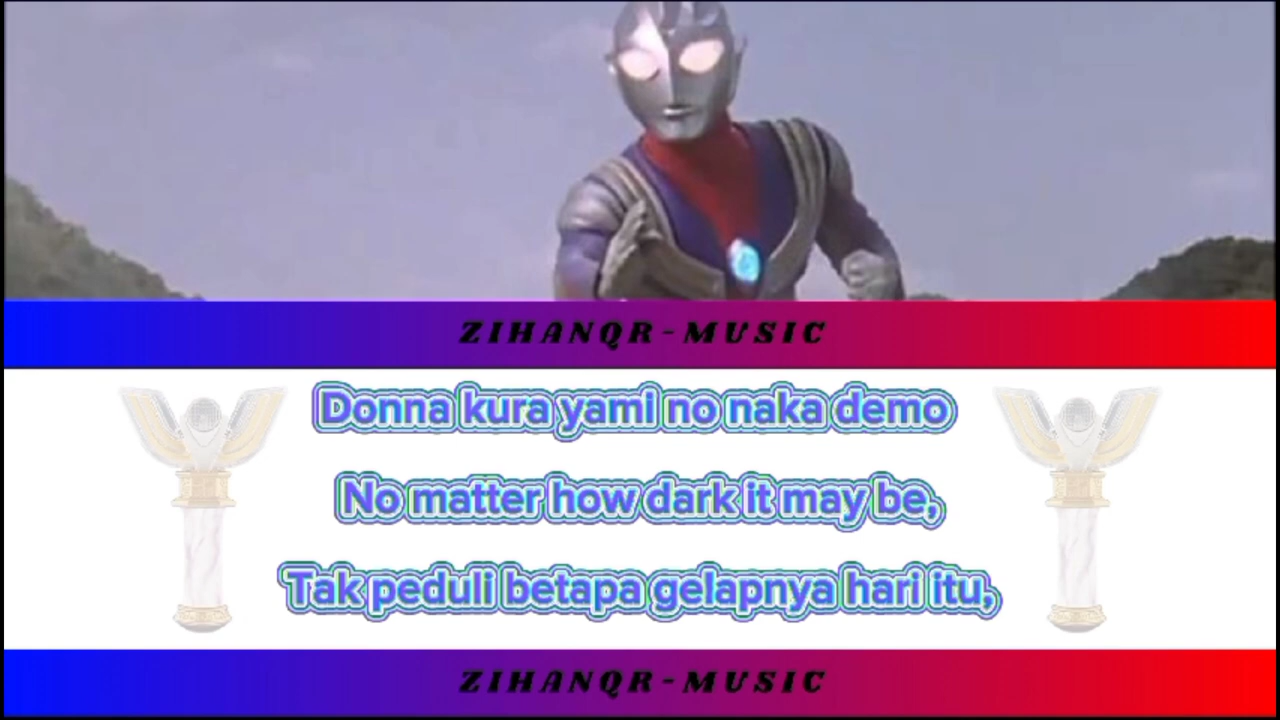 ZIHANQR-MUSIC
Donna kura yami no naka demo
No matter how dark it may be,
Tak peduli betapa gelapnya hari itu,
ZIHANQR-MUSIC